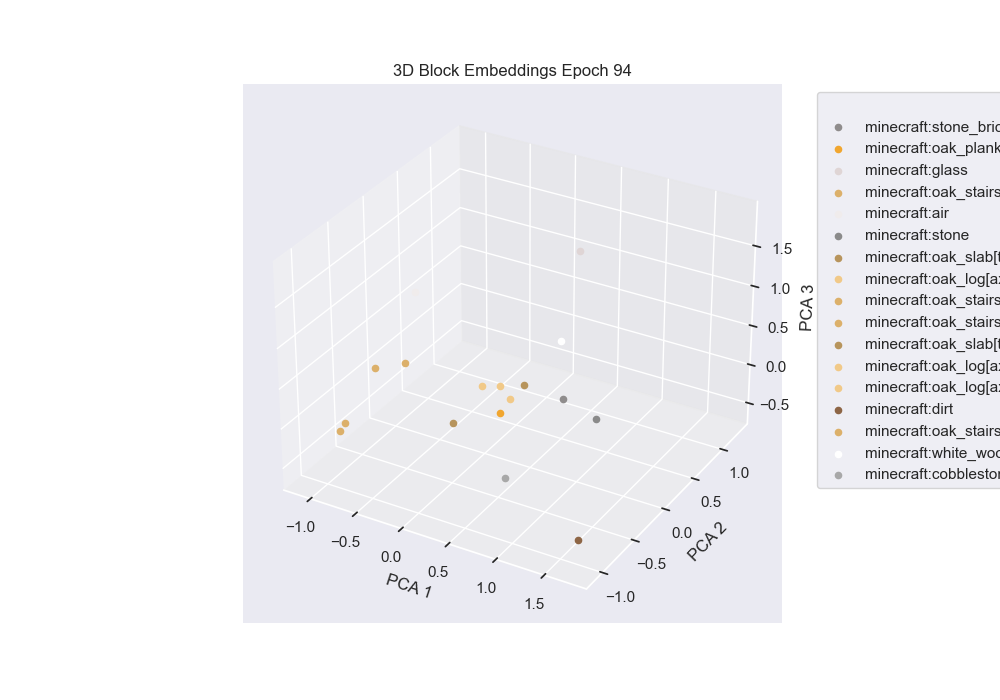 3D Block Embeddings Epoch 94
minecraft:stone_bric
minecraft:oak_plank
minecraft:glass
minecraft:oak_stairs
minecraft:air
minecraft:stone
minecraft:oak_slab[t
minecraft:oak_log[ax
minecraft:oak_stairs
minecraft:oak_stairs
minecraft:oak_slab[t
minecraft:oak_log[ax
minecraft:oak_log[ax
minecraft:dirt
minecraft:oak_stairs
minecraft:white_woo
minecraft:cobbleston
1.5
1.0
0.5
0.0
−0.5
PCA 3
1.0
0.5
0.0
−0.5
−1.0
PCA 2
−1.0
−0.5
0.0
0.5
1.0
1.5
PCA 1